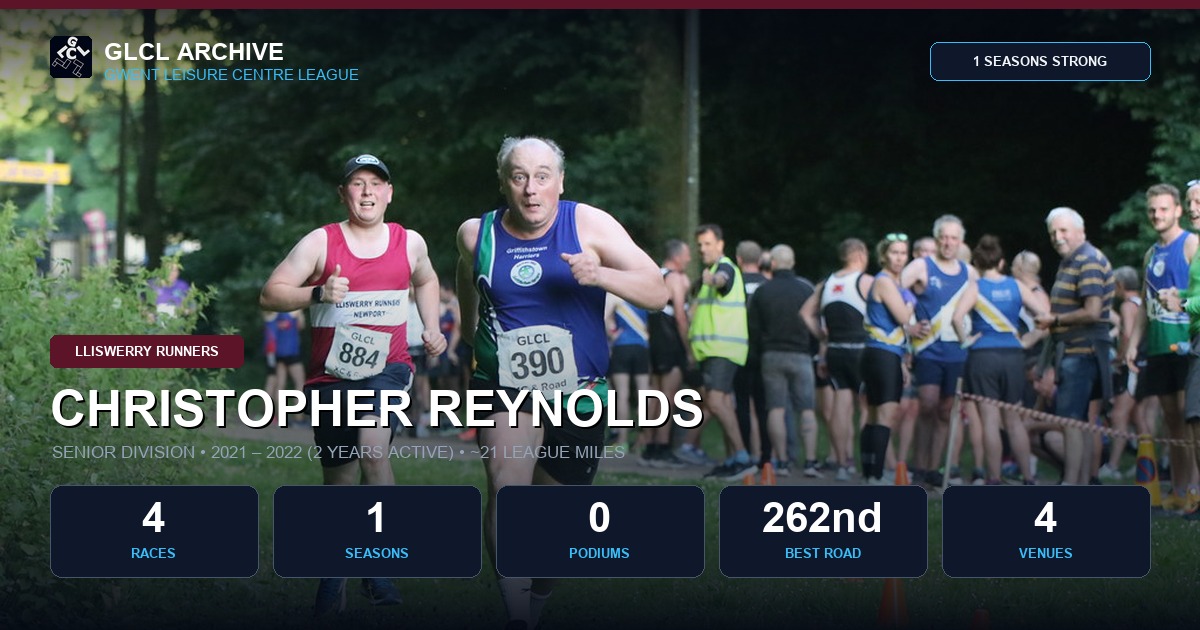 GLCL ARCHIVE
GWENT LEISURE CENTRE LEAGUE
1 SEASONS STRONG
Griffithstown
Harriers
LLISWERRY RUNNERS
NEWPORT
GLCL
884
GLCL
390
& Road
LLISWERRY RUNNERS
CHRISTOPHER REYNOLDS
SENIOR DIVISION • 2021 – 2022 (2 YEARS ACTIVE) • ~21 LEAGUE MILES
4
RACES
1
SEASONS
0
PODIUMS
262nd
BEST ROAD
4
VENUES